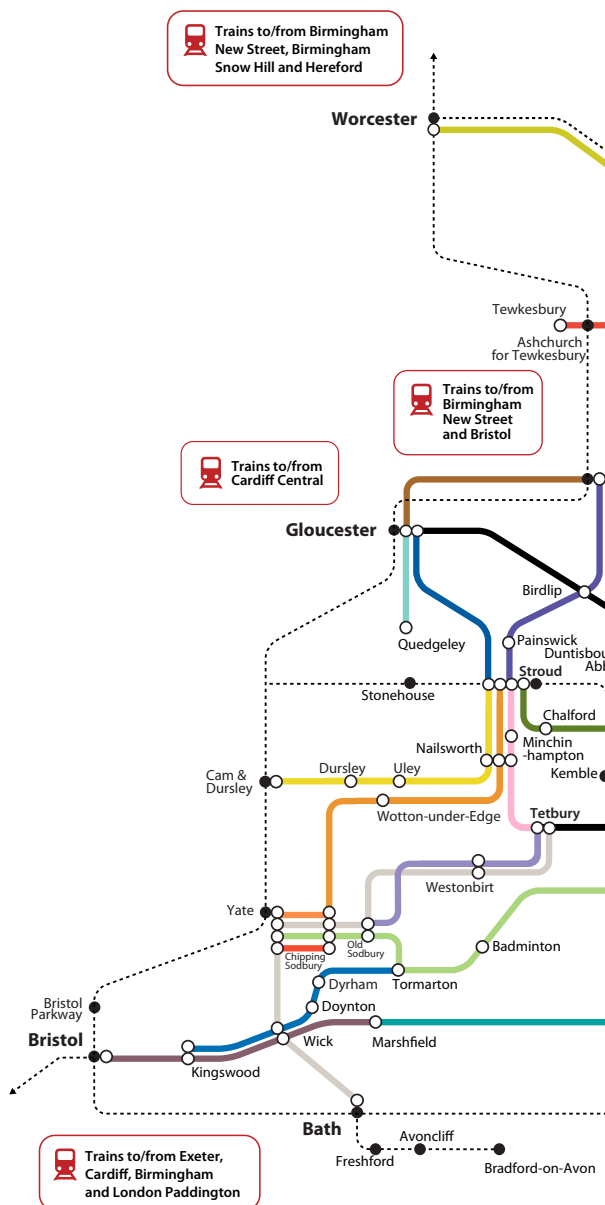 Trains to/from Birmingham
New Street, Birmingham
Snow Hill and Hereford
Worcester
Tewkesbury
Ashchurch
for Tewkesbury
Trains to/from
Birmingham
New Street
and Bristol
Trains to/from
Cardiff Central
Gloucester
Birdlip
Quedgeley
Painswick
Duntisbou
Abb
Stroud
Stonehouse
Chalford
Minchin
-hampton
Nailsworth
Cam &
Dursley
Dursley
Uley
Kemble
Wotton-under-Edge
Tetbury
Westonbirt
Yate
Chipping
Sodbury
Old
Sodbury
Badminton
Tormarton
Dyrham
Doynton
Bristol
Parkway
Bristol
Wick
Marshfield
Kingswood
Bath
Avoncliff
Freshford
Bradford-on-Avon
Trains to/from Exeter,
Cardiff, Birmingham
and London Paddington